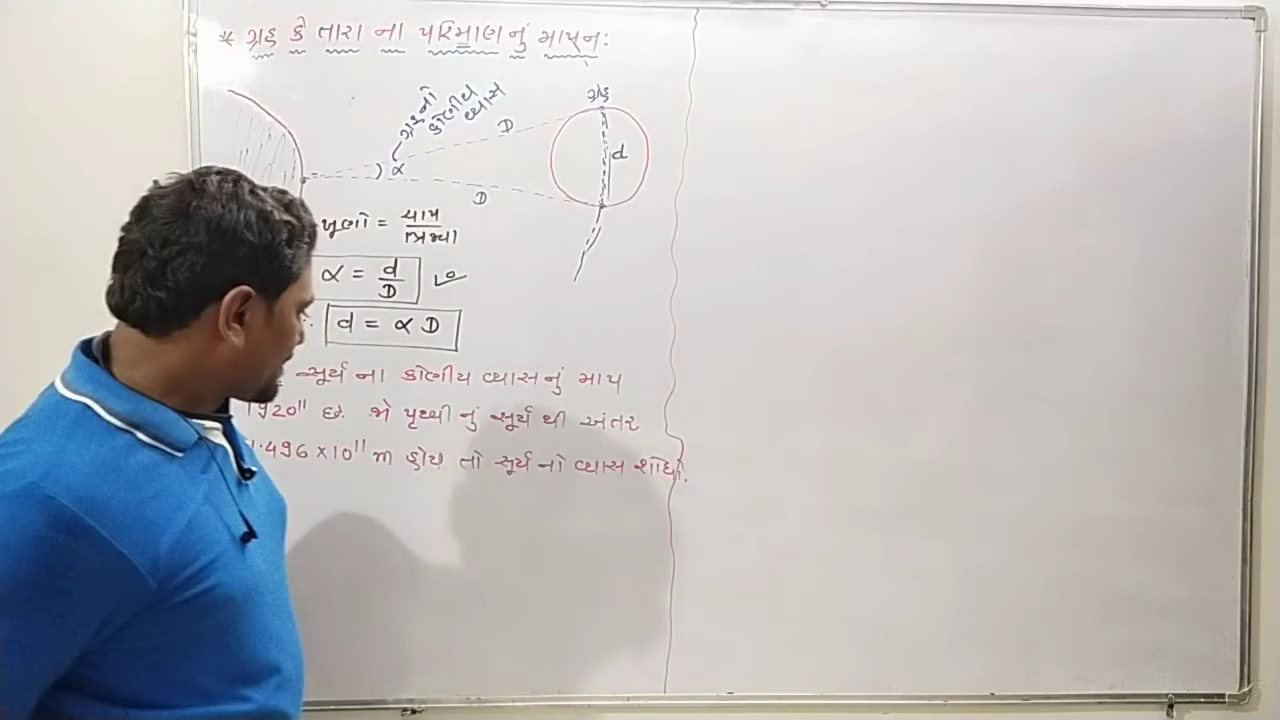 * ગ્રહ કે તારા ના પરિમાણનું માપન:
ગ્રહનો
કોણીય
વ્યાસ
ગ્રહ
D
d
α
D
ખૂણો = ચાપ / ત્રિજ્યા
α = d / D
∴ d = α D
સૂર્ય ના કોણીય વ્યાસનું માપ
1920'' છે. જો પૃથ્વી નું સૂર્ય થી અંતર
1.496 × 10¹¹ m હોય તો સૂર્ય નો વ્યાસ શોધો.